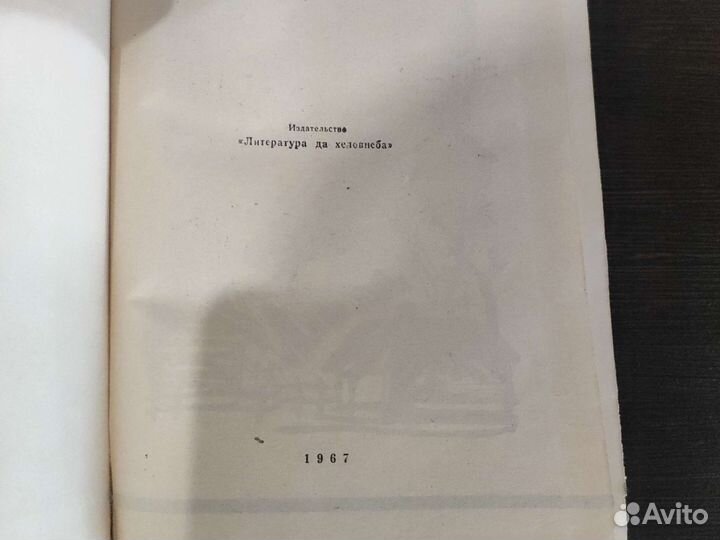 Издательство
«Литература да хеловнеба»
1967
Avito